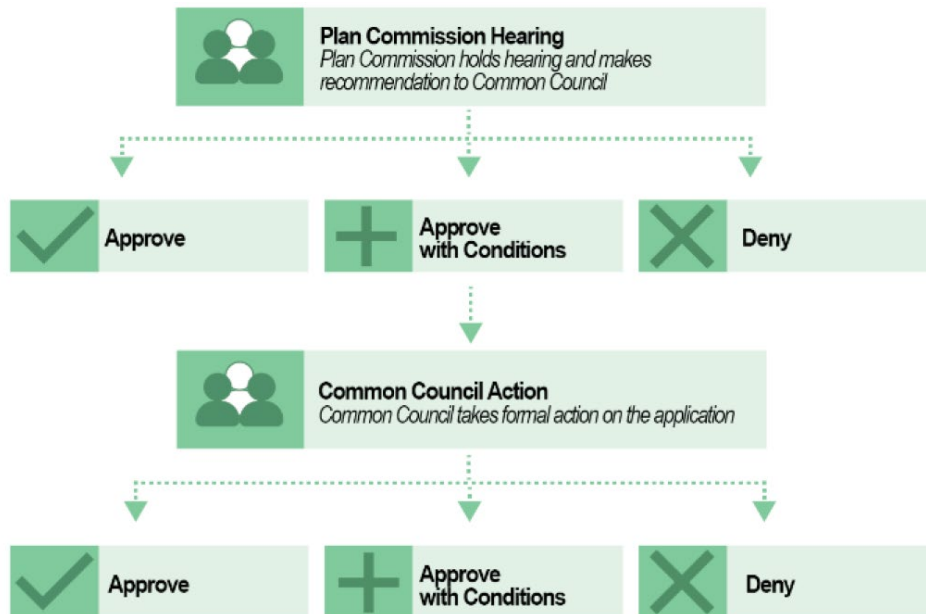 Plan Commission Hearing
Plan Commission holds hearing and makes
recommendation to Common Council
Approve
Approve
with Conditions
Deny
Common Council Action
Common Council takes formal action on the application
Approve
Approve
with Conditions
Deny